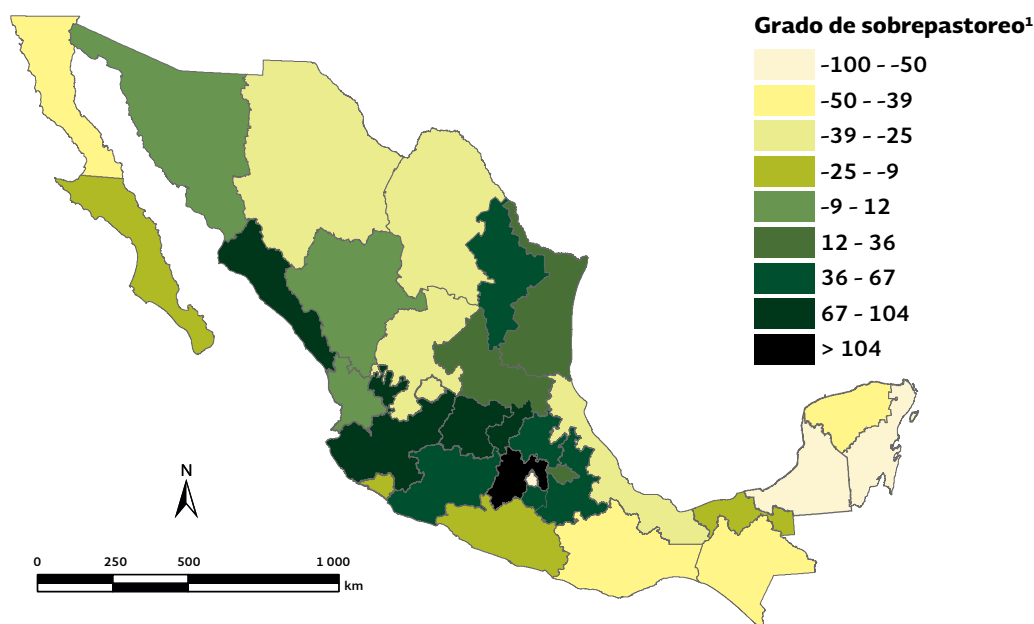 Grado de sobrepastoreo¹
-100 - -50
-50 - -39
-39 - -25
-25 - -9
-9 - 12
12 - 36
36 - 67
67 - 104
> 104
N
0 250 500 1 000
km